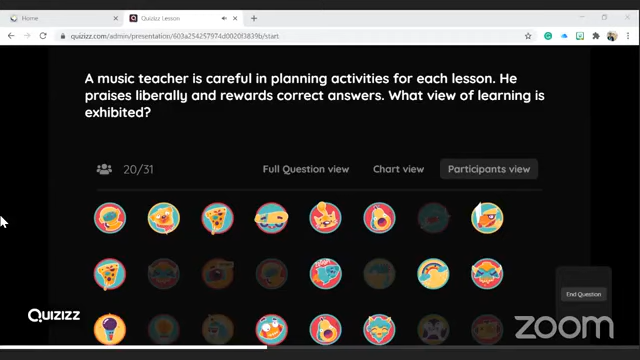 Home
Quizizz Lesson
quizizz.com/admin/presentation/603a254257974d0020f3839b/start
A music teacher is careful in planning activities for each lesson. He
praises liberally and rewards correct answers. What view of learning is
exhibited?
20/31
Full Question view
Chart view
Participants view
End Question
Quizizz
zoom